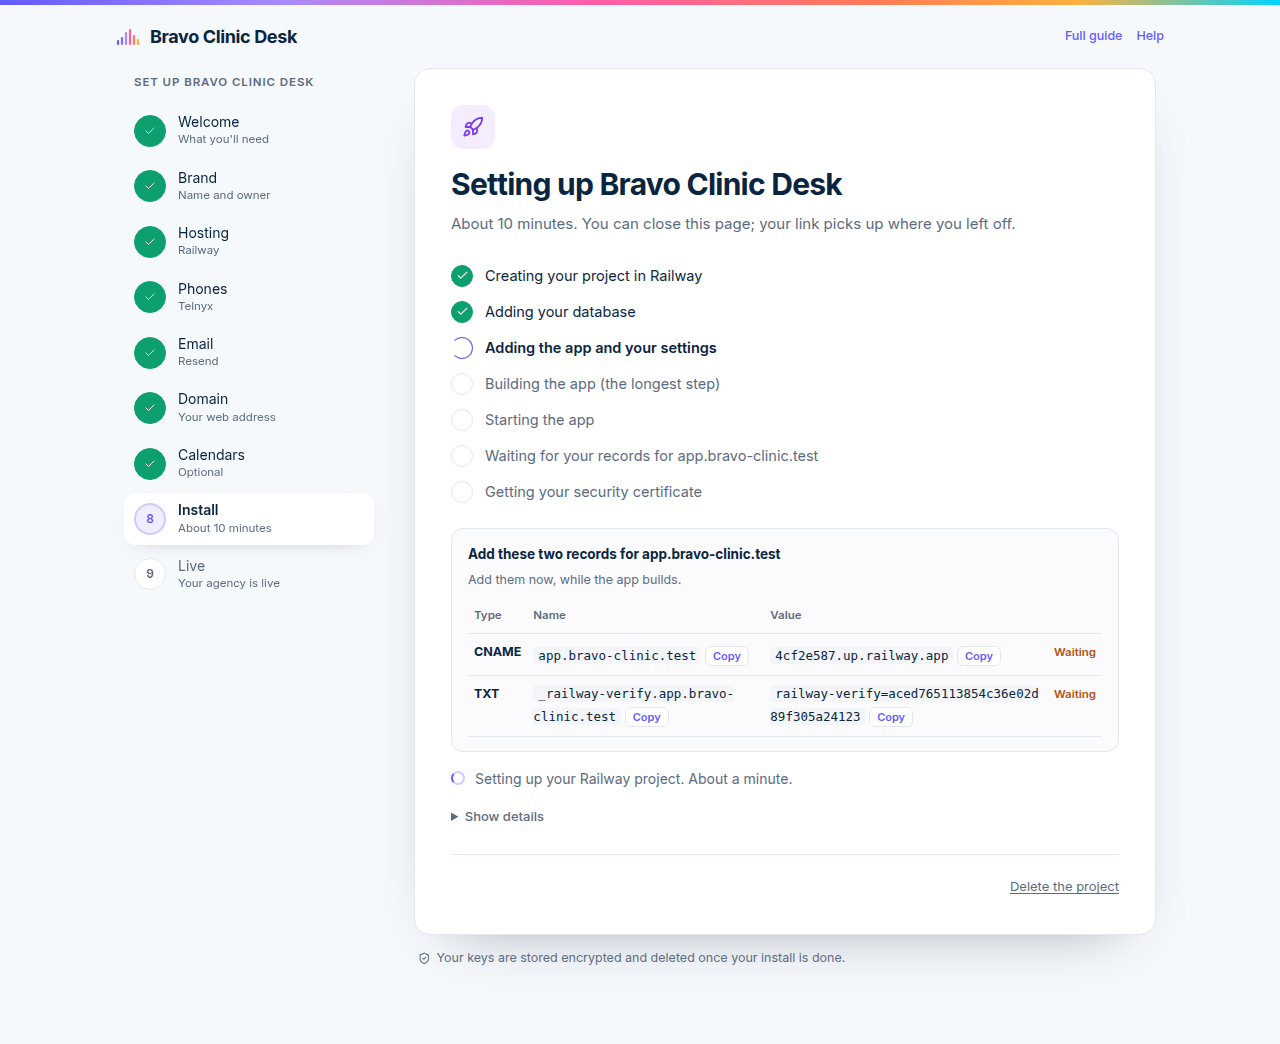 Bravo Clinic Desk
Full guide
Help
SET UP BRAVO CLINIC DESK
Welcome
What you'll need
Brand
Name and owner
Hosting
Railway
Phones
Telnyx
Email
Resend
Domain
Your web address
Calendars
Optional
8
Install
About 10 minutes
9
Live
Your agency is live
Setting up Bravo Clinic Desk
About 10 minutes. You can close this page; your link picks up where you left off.
Creating your project in Railway
Adding your database
Adding the app and your settings
Building the app (the longest step)
Starting the app
Waiting for your records for app.bravo-clinic.test
Getting your security certificate
Add these two records for app.bravo-clinic.test
Add them now, while the app builds.
Type Name Value
CNAME app.bravo-clinic.test Copy 4cf2e587.up.railway.app Copy Waiting
TXT _railway-verify.app.bravo- railway-verify=aced765113854c36e02d Waiting
clinic.test Copy 89f305a24123 Copy
Setting up your Railway project. About a minute.
Show details
Delete the project
Your keys are stored encrypted and deleted once your install is done.